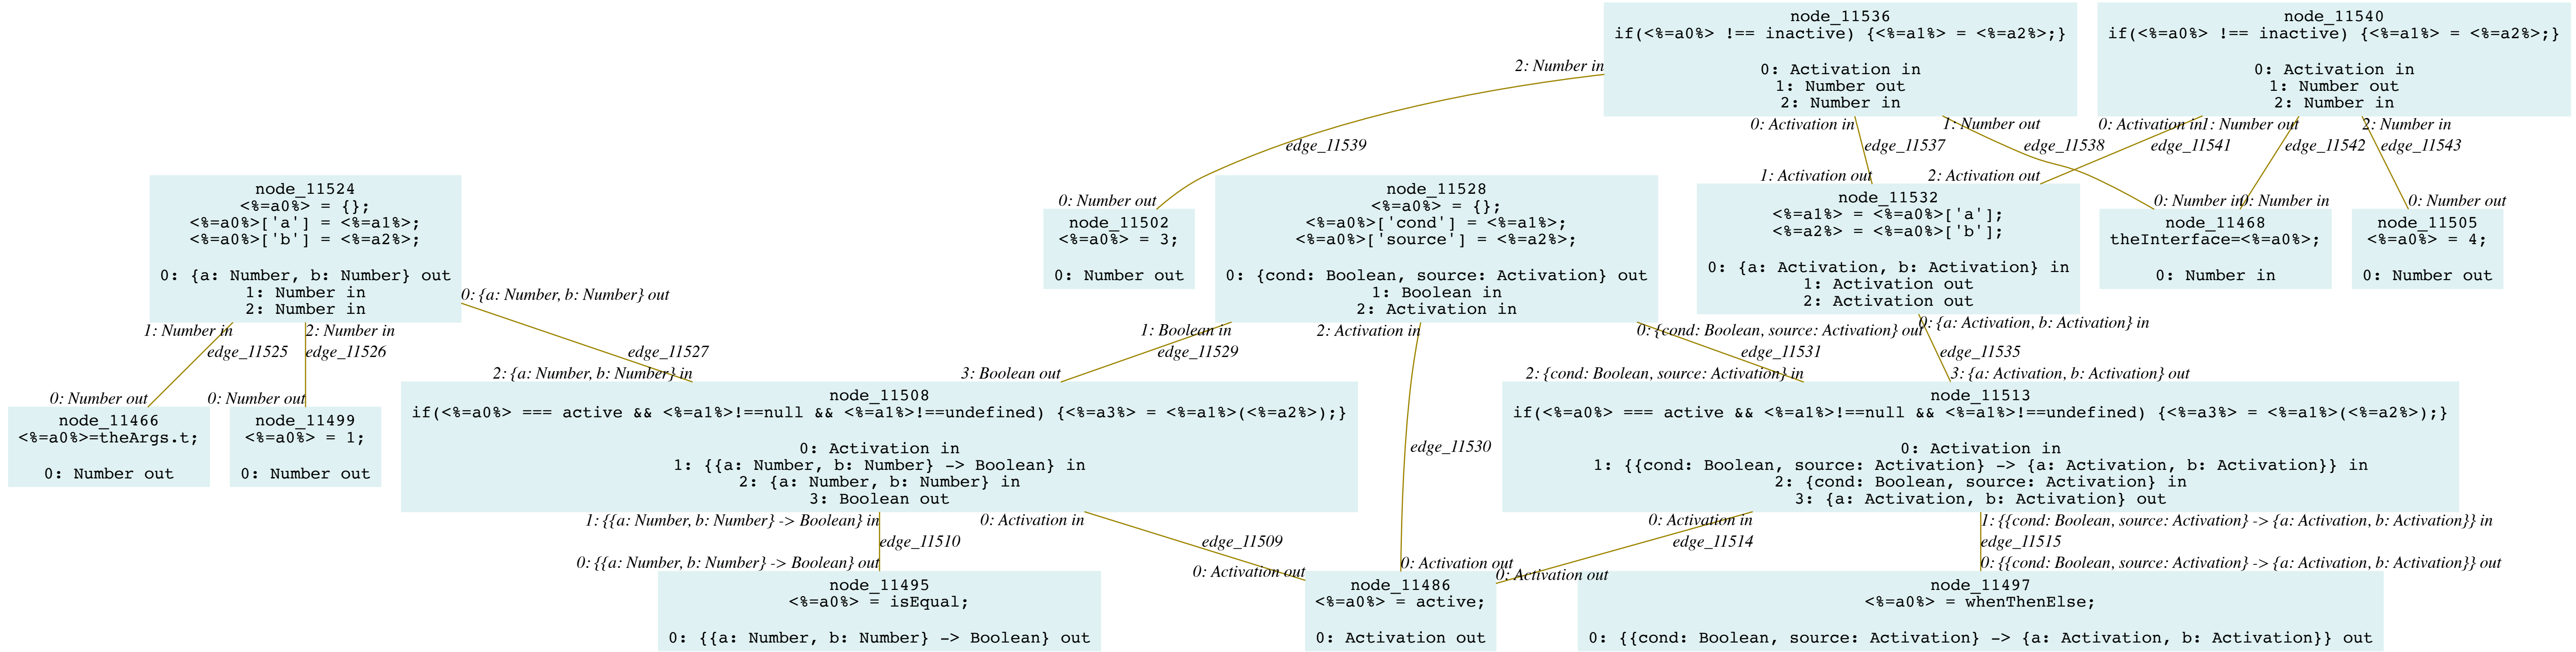 node_11536
if(<%=a0%> !== inactive) {<%=a1%> = <%=a2%>;}
0: Activation in
1: Number out
2: Number in
node_11540
if(<%=a0%> !== inactive) {<%=a1%> = <%=a2%>;}
0: Activation in
1: Number out
2: Number in
2: Number in
edge_11539
0: Number out
0: Activation in
edge_11537
1: Activation out
1: Number out
edge_11538
0: Number in
0: Activation in
edge_11541
2: Activation out
1: Number out
edge_11542
0: Number in
2: Number in
edge_11543
0: Number out
node_11524
<%=a0%> = {};
<%=a0%>['a'] = <%=a1%>;
<%=a0%>['b'] = <%=a2%>;
0: {a: Number, b: Number} out
1: Number in
2: Number in
node_11502
<%=a0%> = 3;
0: Number out
node_11528
<%=a0%> = {};
<%=a0%>['cond'] = <%=a1%>;
<%=a0%>['source'] = <%=a2%>;
0: {cond: Boolean, source: Activation} out
1: Boolean in
2: Activation in
node_11532
<%=a1%> = <%=a0%>['a'];
<%=a2%> = <%=a0%>['b'];
0: {a: Activation, b: Activation} in
1: Activation out
2: Activation out
node_11468
theInterface=<%=a0%>;
0: Number in
node_11505
<%=a0%> = 4;
0: Number out
1: Number in
edge_11525
0: Number out
2: Number in
edge_11526
0: Number out
0: {a: Number, b: Number} out
edge_11527
2: {a: Number, b: Number} in
1: Boolean in
edge_11529
3: Boolean out
2: Activation in
edge_11530
0: Activation out
0: {cond: Boolean, source: Activation} out
edge_11531
2: {cond: Boolean, source: Activation} in
0: {a: Activation, b: Activation} in
edge_11535
3: {a: Activation, b: Activation} out
node_11466
<%=a0%>=theArgs.t;
0: Number out
node_11499
<%=a0%> = 1;
0: Number out
node_11508
if(<%=a0%> === active && <%=a1%>!==null && <%=a1%>!==undefined) {<%=a3%> = <%=a1%>(<%=a2%>);}
0: Activation in
1: {{a: Number, b: Number} -> Boolean} in
2: {a: Number, b: Number} in
3: Boolean out
node_11513
if(<%=a0%> === active && <%=a1%>!==null && <%=a1%>!==undefined) {<%=a3%> = <%=a1%>(<%=a2%>);}
0: Activation in
1: {{cond: Boolean, source: Activation} -> {a: Activation, b: Activation}} in
2: {cond: Boolean, source: Activation} in
3: {a: Activation, b: Activation} out
1: {{a: Number, b: Number} -> Boolean} in
edge_11510
0: {{a: Number, b: Number} -> Boolean} out
0: Activation in
edge_11509
0: Activation out
0: Activation in
edge_11514
0: Activation out
1: {{cond: Boolean, source: Activation} -> {a: Activation, b: Activation}} in
edge_11515
0: {{cond: Boolean, source: Activation} -> {a: Activation, b: Activation}} out
node_11495
<%=a0%> = isEqual;
0: {{a: Number, b: Number} -> Boolean} out
node_11486
<%=a0%> = active;
0: Activation out
node_11497
<%=a0%> = whenThenElse;
0: {{cond: Boolean, source: Activation} -> {a: Activation, b: Activation}} out